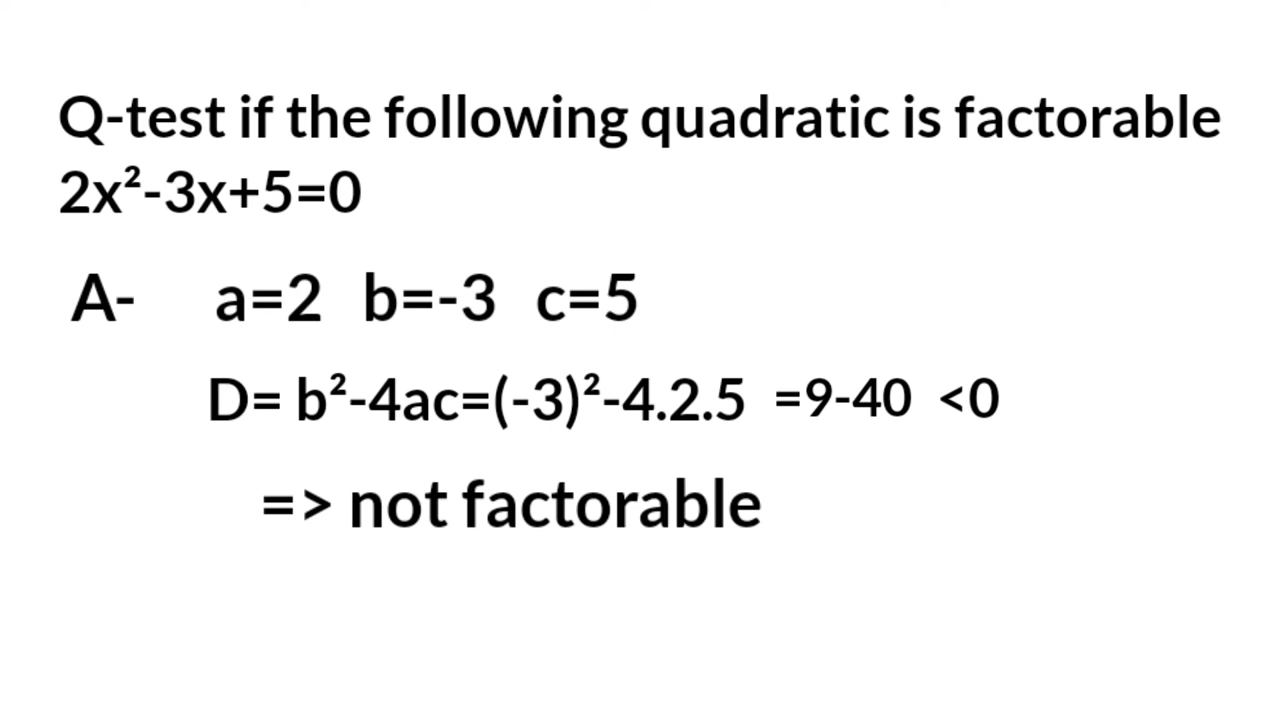 Q-test if the following quadratic is factorable
2x²-3x+5=0
A- a=2 b=-3 c=5
D= b²-4ac=(-3)²-4.2.5 =9-40 <0
=> not factorable